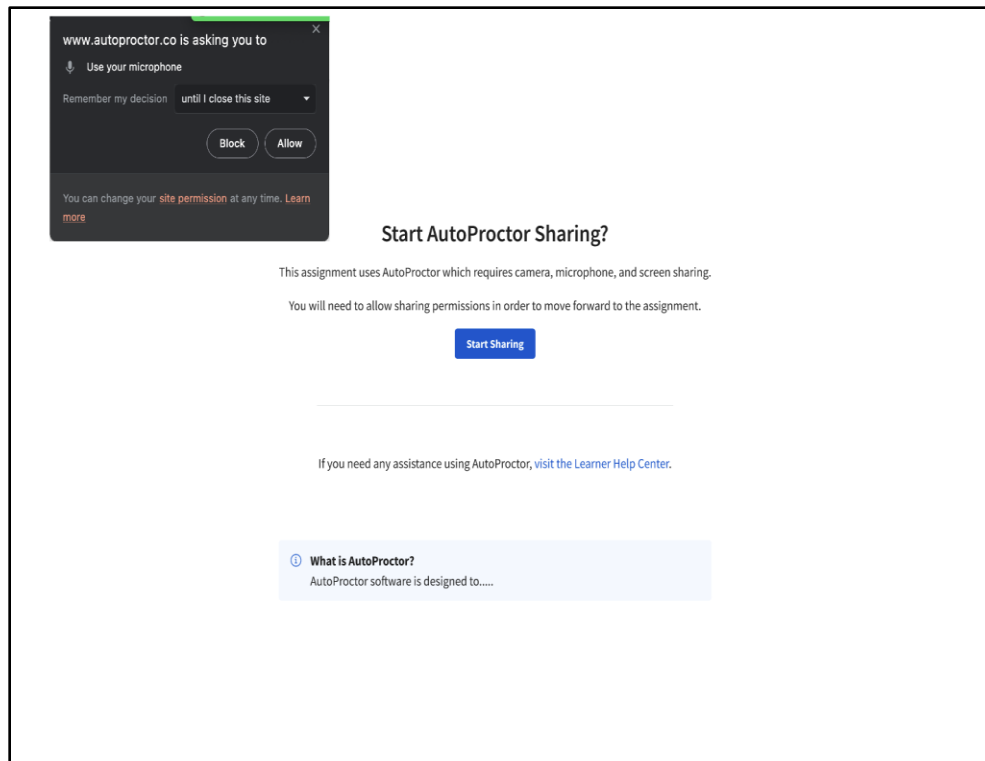 www.autoproctor.co is asking you to
Use your microphone
Remember my decision until I close this site
Block Allow
You can change your site permission at any time. Learn
more
Start AutoProctor Sharing?
This assignment uses AutoProctor which requires camera, microphone, and screen sharing.
You will need to allow sharing permissions in order to move forward to the assignment.
Start Sharing
If you need any assistance using AutoProctor, visit the Learner Help Center.
What is AutoProctor?
AutoProctor software is designed to.....